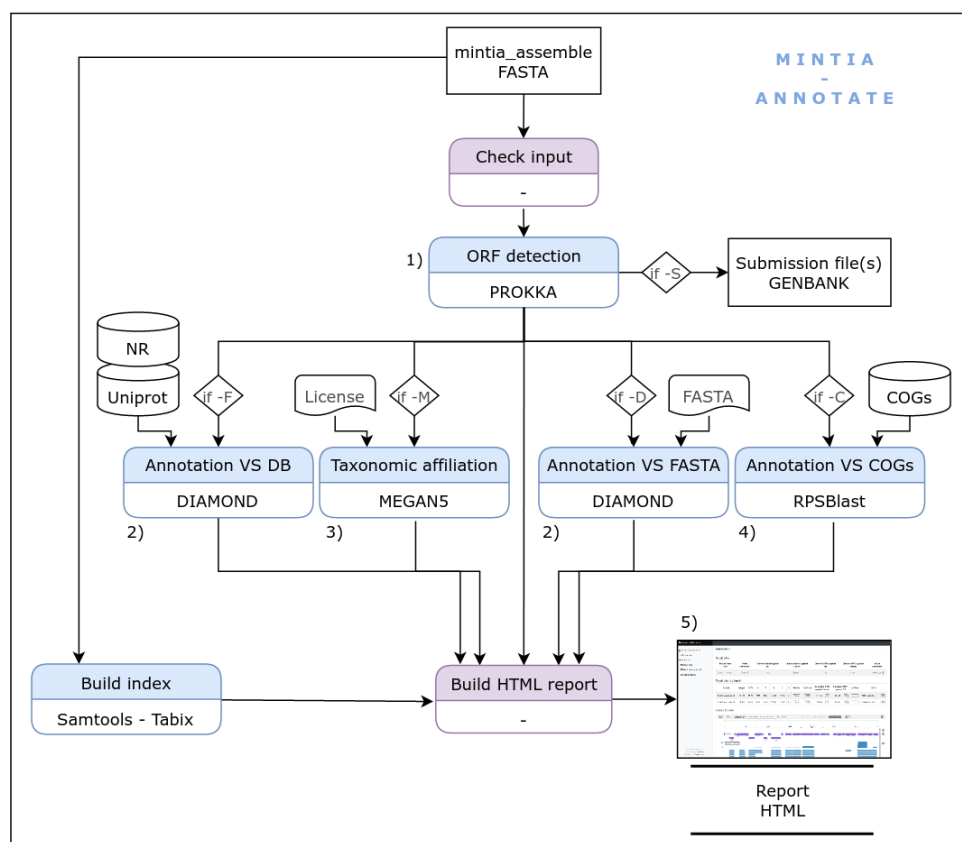 mintia_assemble
FASTA
MINTIA
-
ANNOTATE
Check input
-
1)
ORF detection
PROKKA
if -S
Submission file(s)
GENBANK
NR
Uniprot
if -F
License
if -M
if -D
FASTA
if -C
COGs
Annotation VS DB
DIAMOND
Taxonomic affiliation
MEGAN5
Annotation VS FASTA
DIAMOND
Annotation VS COGs
RPSBlast
2)
3)
2)
4)
5)
Build index
Samtools - Tabix
Build HTML report
-
Report
HTML